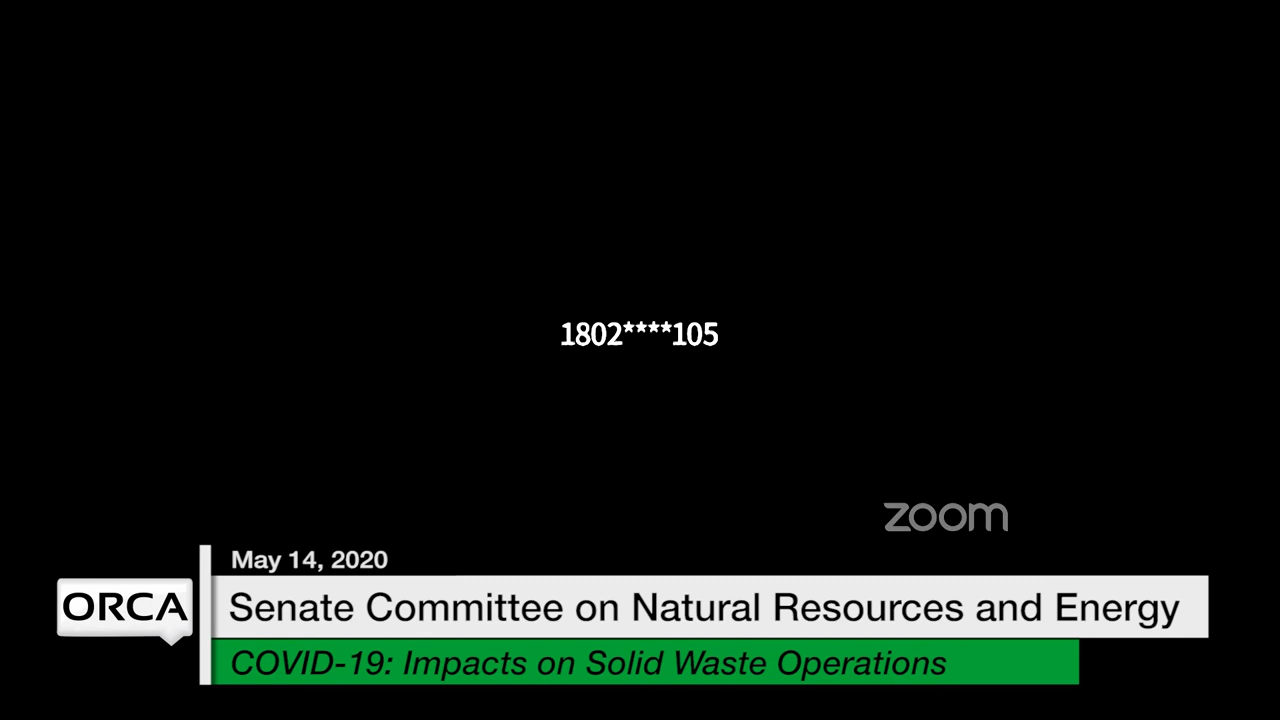 1802****105
zoom
May 14, 2020
ORCA
Senate Committee on Natural Resources and Energy
COVID-19: Impacts on Solid Waste Operations